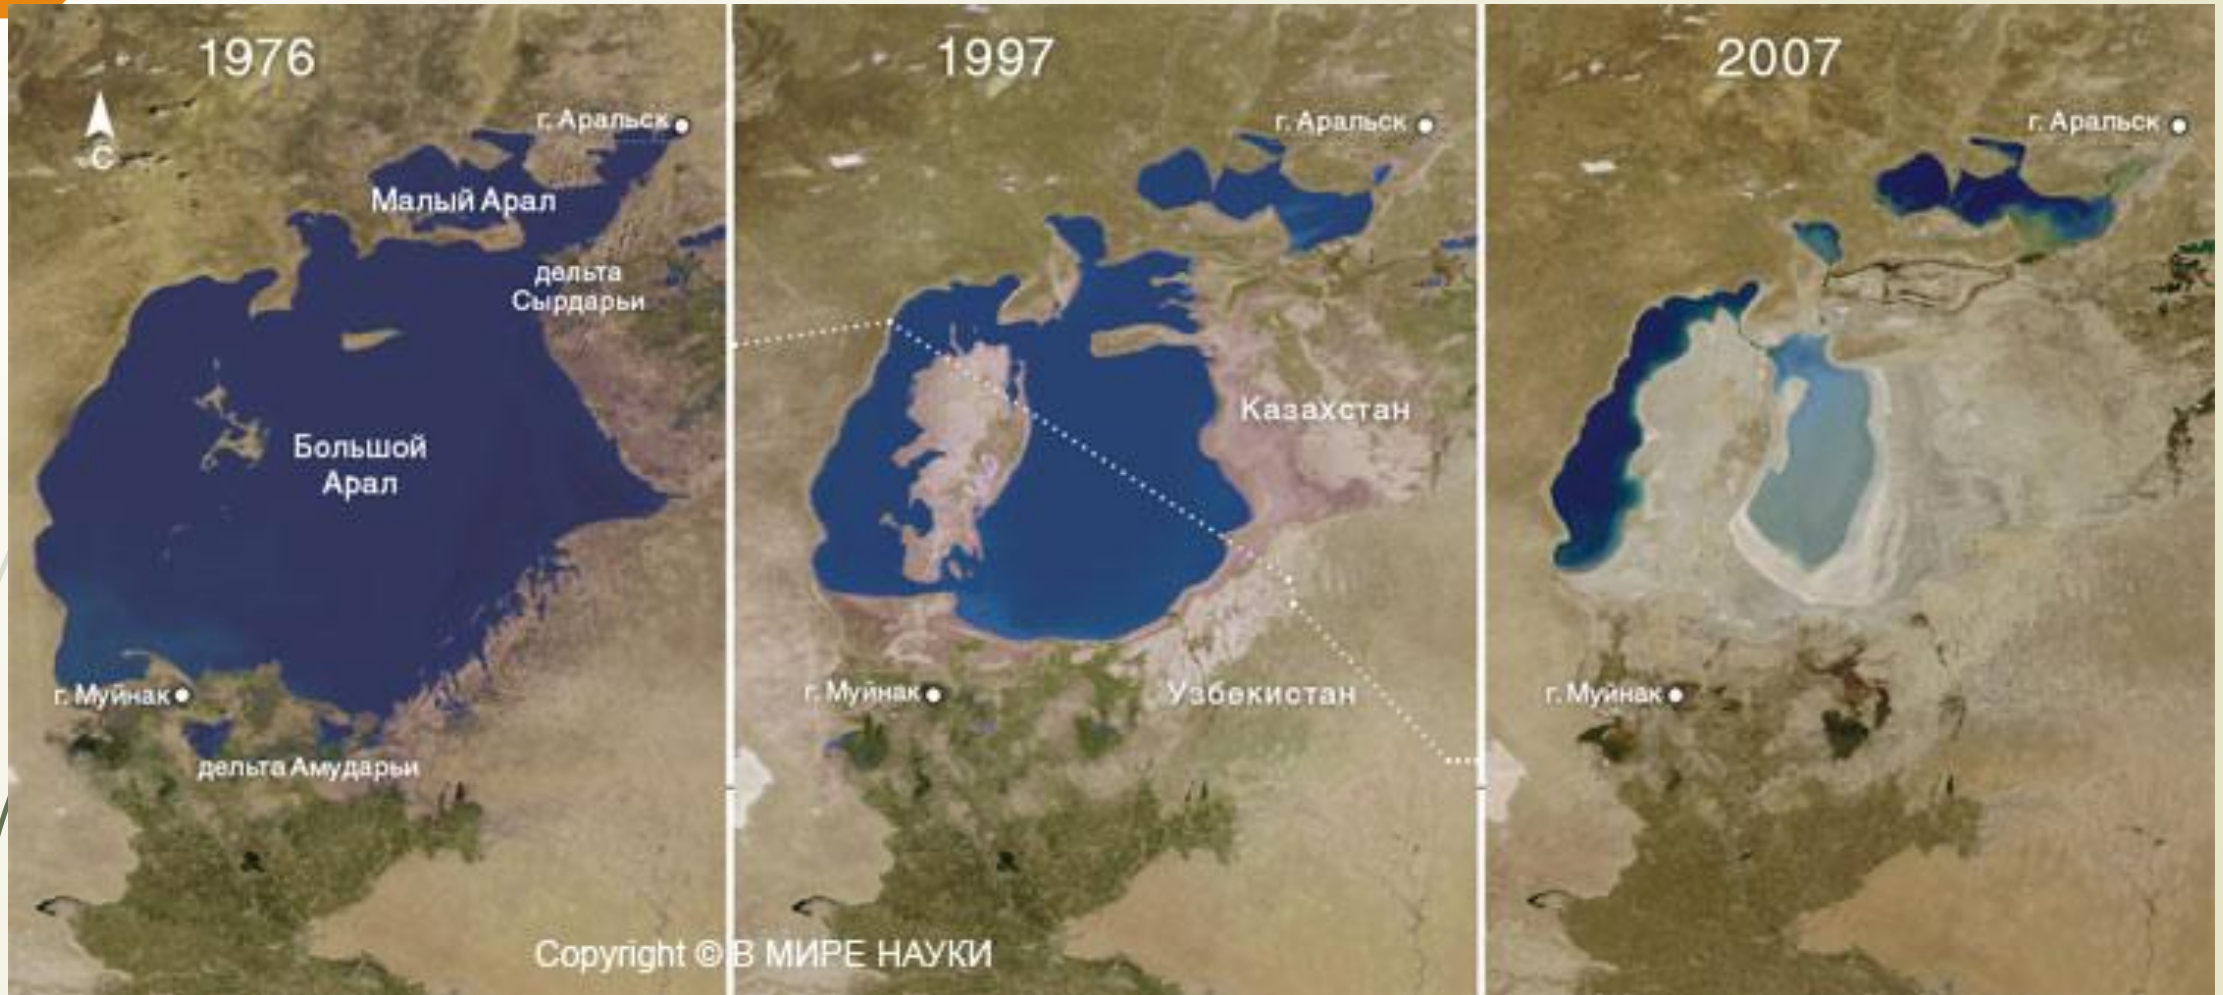 1976
С
г. Аральск
Малый Арал
дельта
Сырдарьи
Большой
Арал
г. Муйнак
дельта Амударьи
1997
г. Аральск
Казахстан
г. Муйнак
Узбекистан
2007
г. Аральск
г. Муйнак
Copyright © В МИРЕ НАУКИ